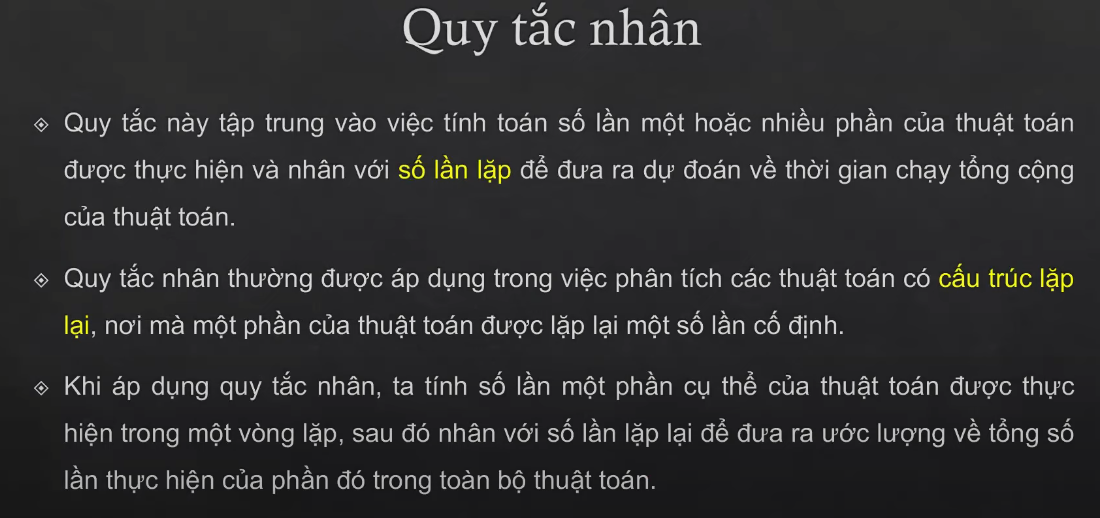 Quy tắc nhân
Quy tắc này tập trung vào việc tính toán số lần một hoặc nhiều phần của thuật toán
được thực hiện và nhân với số lần lặp để đưa ra dự đoán về thời gian chạy tổng cộng
của thuật toán.
Quy tắc nhân thường được áp dụng trong việc phân tích các thuật toán có cấu trúc lặp
lại, nơi mà một phần của thuật toán được lặp lại một số lần cố định.
Khi áp dụng quy tắc nhân, ta tính số lần một phần cụ thể của thuật toán được thực
hiện trong một vòng lặp, sau đó nhân với số lần lặp lại để đưa ra ước lượng về tổng số
lần thực hiện của phần đó trong toàn bộ thuật toán.